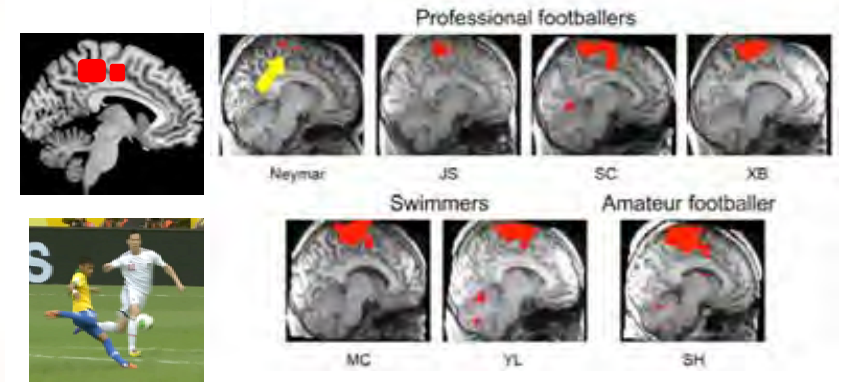 Professional footballers
Neymar
JS
SC
XB
Swimmers
Amateur footballer
MC
YL
SH
S